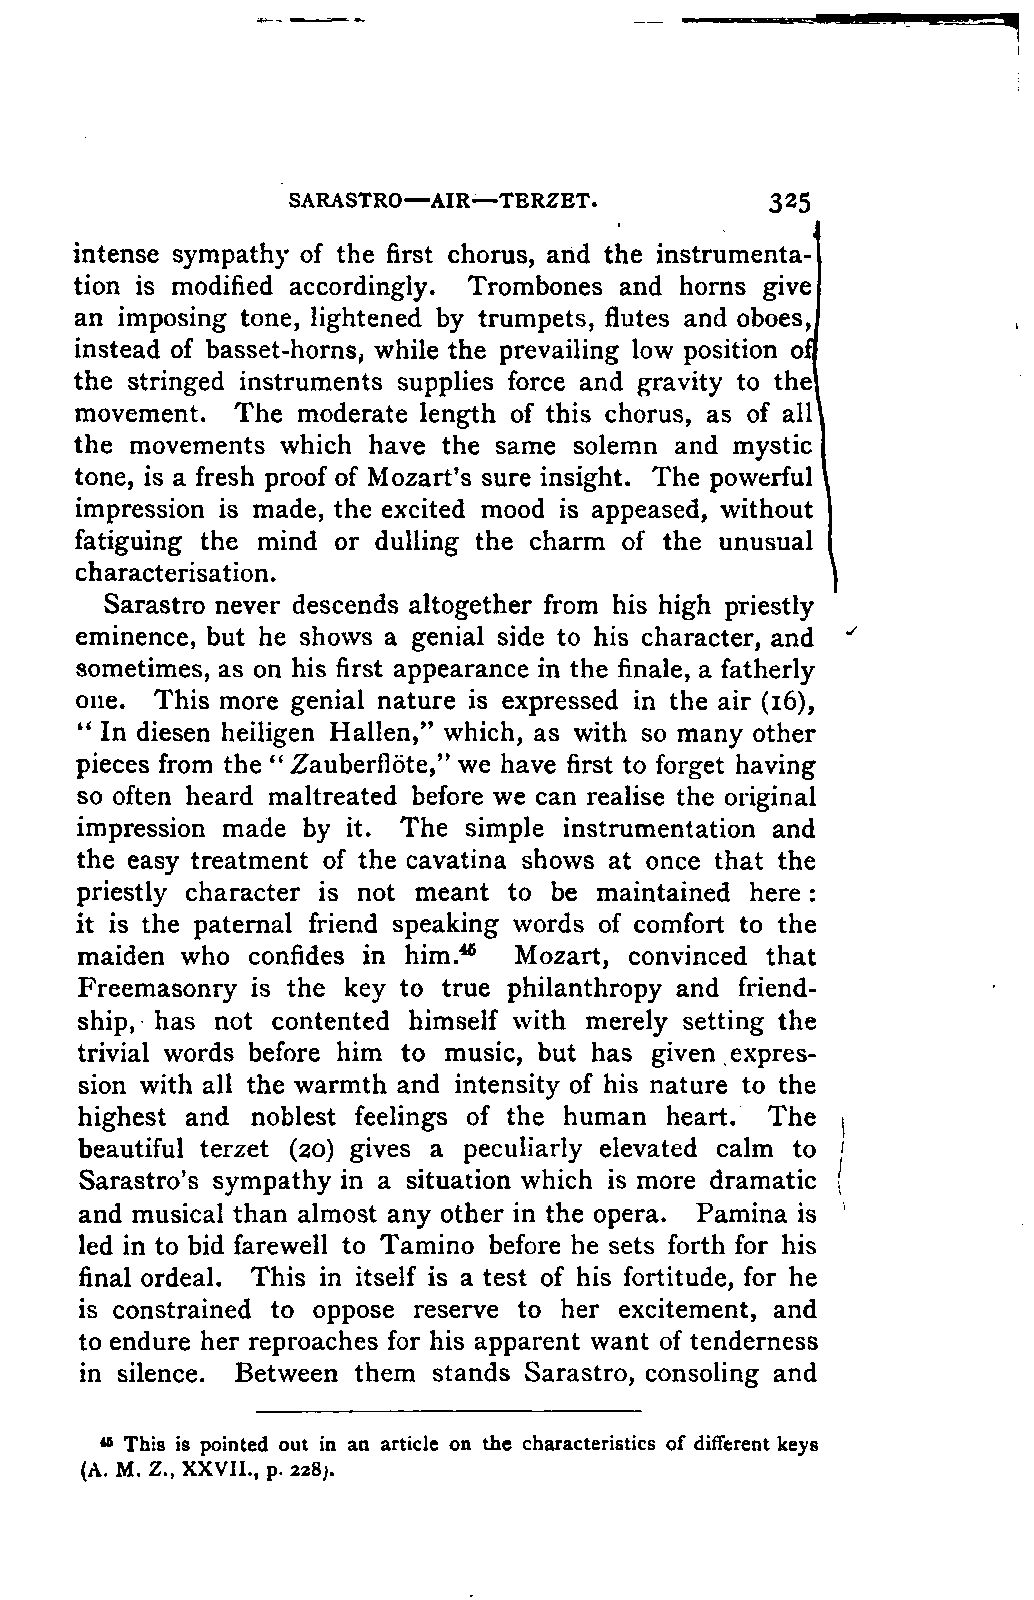 SARASTRO—AIR—TERZET. 325
intense sympathy of the first chorus, and the instrumenta-
tion is modified accordingly. Trombones and horns give
an imposing tone, lightened by trumpets, flutes and oboes,
instead of basset-horns, while the prevailing low position of
the stringed instruments supplies force and gravity to the
movement. The moderate length of this chorus, as of all
the movements which have the same solemn and mystic
tone, is a fresh proof of Mozart's sure insight. The powerful
impression is made, the excited mood is appeased, without
fatiguing the mind or dulling the charm of the unusual
characterisation.
Sarastro never descends altogether from his high priestly
eminence, but he shows a genial side to his character, and
sometimes, as on his first appearance in the finale, a fatherly
one. This more genial nature is expressed in the air (16),
“ In diesen heiligen Hallen,” which, as with so many other
pieces from the “ Zauberflöte,” we have first to forget having
so often heard maltreated before we can realise the original
impression made by it. The simple instrumentation and
the easy treatment of the cavatina shows at once that the
priestly character is not meant to be maintained here :
it is the paternal friend speaking words of comfort to the
maiden who confides in him.⁴⁵ Mozart, convinced that
Freemasonry is the key to true philanthropy and friend-
ship, has not contented himself with merely setting the
trivial words before him to music, but has given expres-
sion with all the warmth and intensity of his nature to the
highest and noblest feelings of the human heart. The
beautiful terzet (20) gives a peculiarly elevated calm to
Sarastro's sympathy in a situation which is more dramatic
and musical than almost any other in the opera. Pamina is
led in to bid farewell to Tamino before he sets forth for his
final ordeal. This in itself is a test of his fortitude, for he
is constrained to oppose reserve to her excitement, and
to endure her reproaches for his apparent want of tenderness
in silence. Between them stands Sarastro, consoling and
⁴⁵ This is pointed out in an article on the characteristics of different keys
(A. M. Z., XXVII., p. 228).